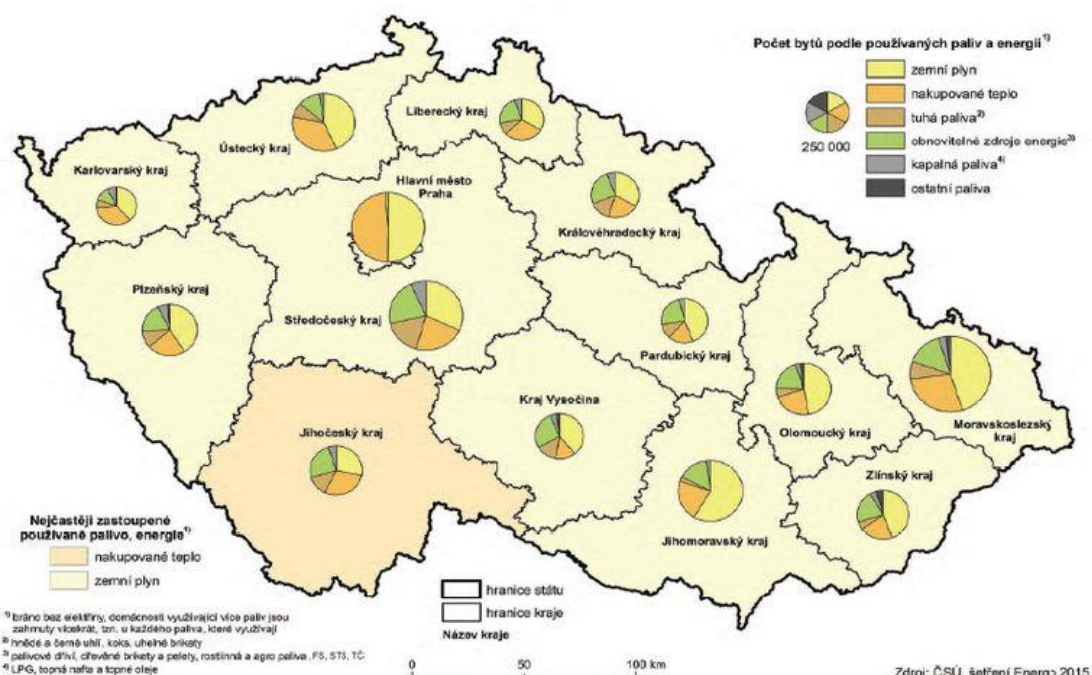 Počet bytů podle používaných paliv a energií¹⁾
zemní plyn
nakupované teplo
tuhá paliva²⁾
obnovitelné zdroje energie³⁾
kapalná paliva⁴⁾
ostatní paliva
250 000
Liberecký kraj
Ústecký kraj
Karlovarský kraj
Hlavní město
Praha
Královéhradecký kraj
Plzeňský kraj
Středočeský kraj
Pardubický kraj
Kraj Vysočina
Olomoucký kraj
Moravskoslezský
kraj
Jihočeský kraj
Zlínský kraj
Jihomoravský kraj
Nejčastěji zastoupené
používané palivo, energie¹⁾
nakupované teplo
zemní plyn
hranice státu
hranice kraje
Název kraje
¹⁾ bráno bez elektřiny, domácnosti využívající více paliv jsou
zahrnuty vícekrát, tzn. u každého paliva, které využívají
²⁾ hnědé a černé uhlí, koks, uhelné brikety
³⁾ palivové dříví, dřevěné brikety a pelety, rostlinná a agro paliva, FS, STS, TČ
⁴⁾ LPG, topná nafta a topné oleje
0 50 100 km
Zdroj: ČSÚ, šetření Energo 2015